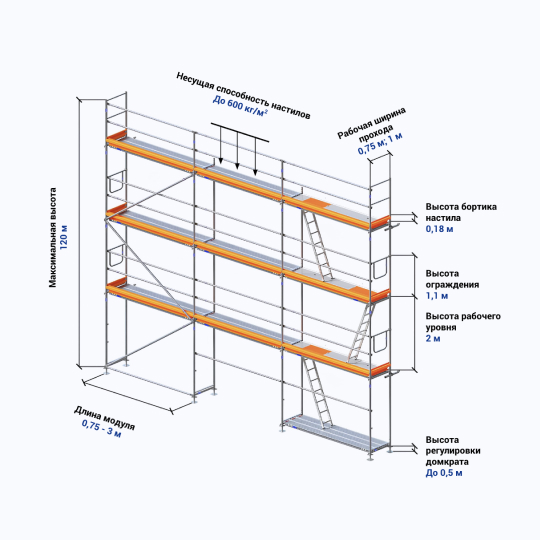 Несущая способность настилов
До 600 кг/м²
Рабочая ширина
прохода
0,75 м; 1 м
Максимальная высота
120 м
Высота бортика
настила
0,18 м
Высота
ограждения
1,1 м
Высота рабочего
уровня
2 м
Длина модуля
0,75 - 3 м
Высота
регулировки
домкрата
До 0,5 м